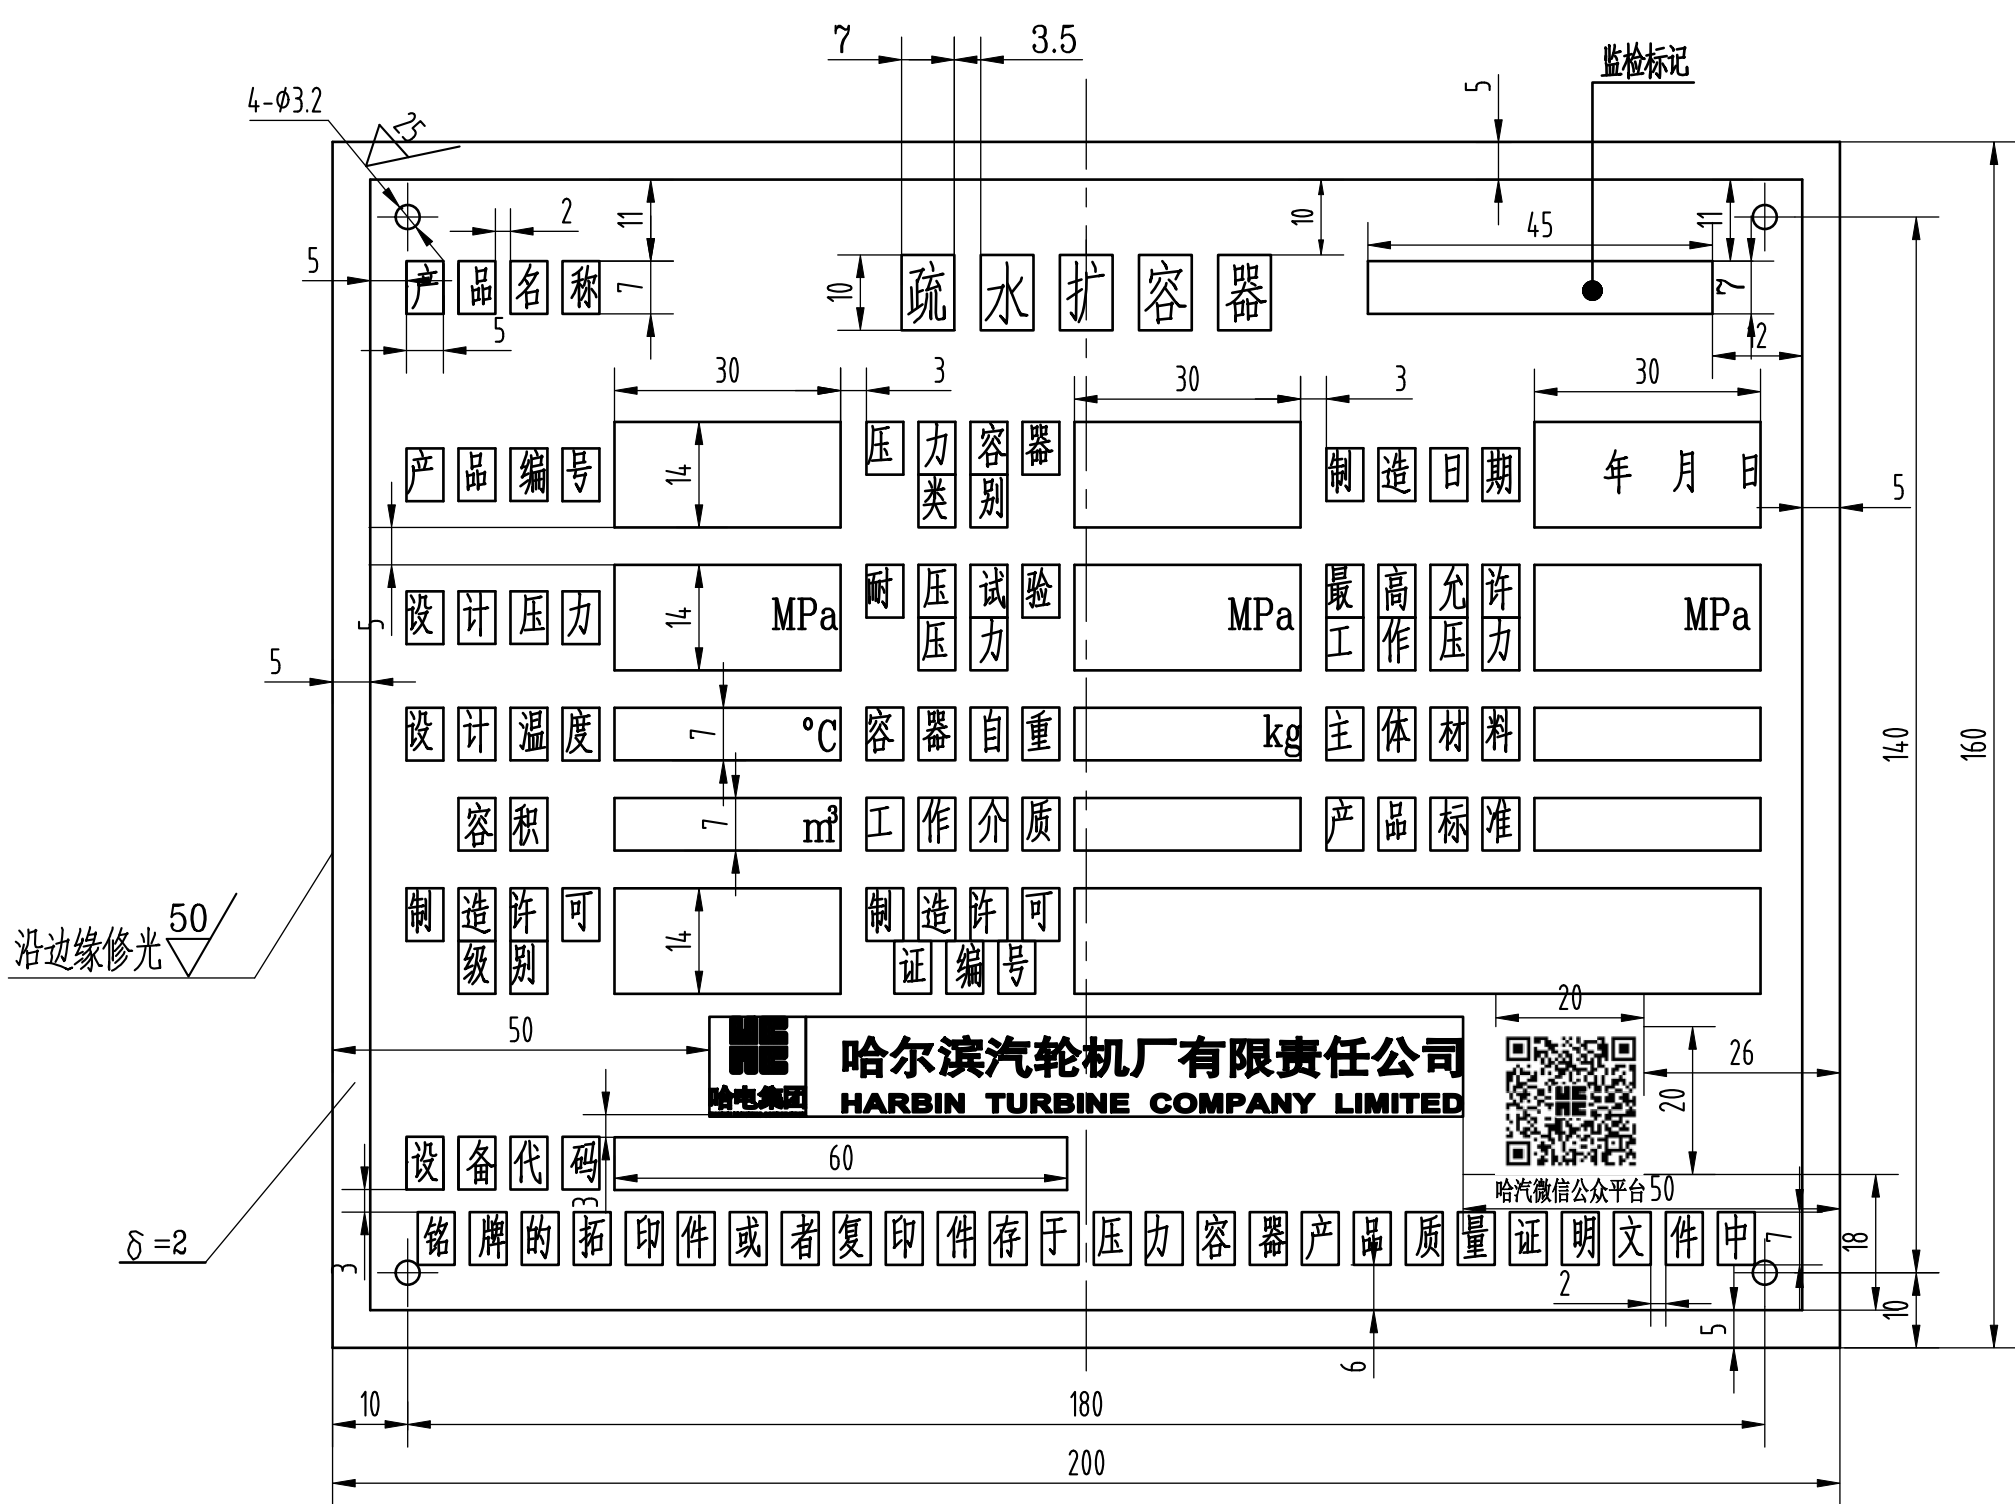 7 3.5 监检标记
4-ϕ3.2 25 5
2 11 10 45 11
5 产品名称 7 10 疏水扩容器 7
5 12
30 3 30 3 30
产品编号 14 压力容器 制造日期 年 月 日
类别
5
设计压力 14 MPa 耐压试验 MPa 最高允许 MPa
5 压力 工作压力
5
设计温度 7 °C 容器自重 kg 主体材料 140 160
容积 7 m³ 工作介质 产品标准
制造许可 14 制造许可
沿边缘修光 50
级别 证编号
20
50 哈尔滨汽轮机厂有限责任公司 26
哈电集团 HARBIN TURBINE COMPANY LIMITED 20
设备代码 60
3 哈汽微信公众平台 50
δ=2 铭牌的拓印件或者复印件存于压力容器产品质量证明文件中 7 18
3 2 10
5
6
10 180
200